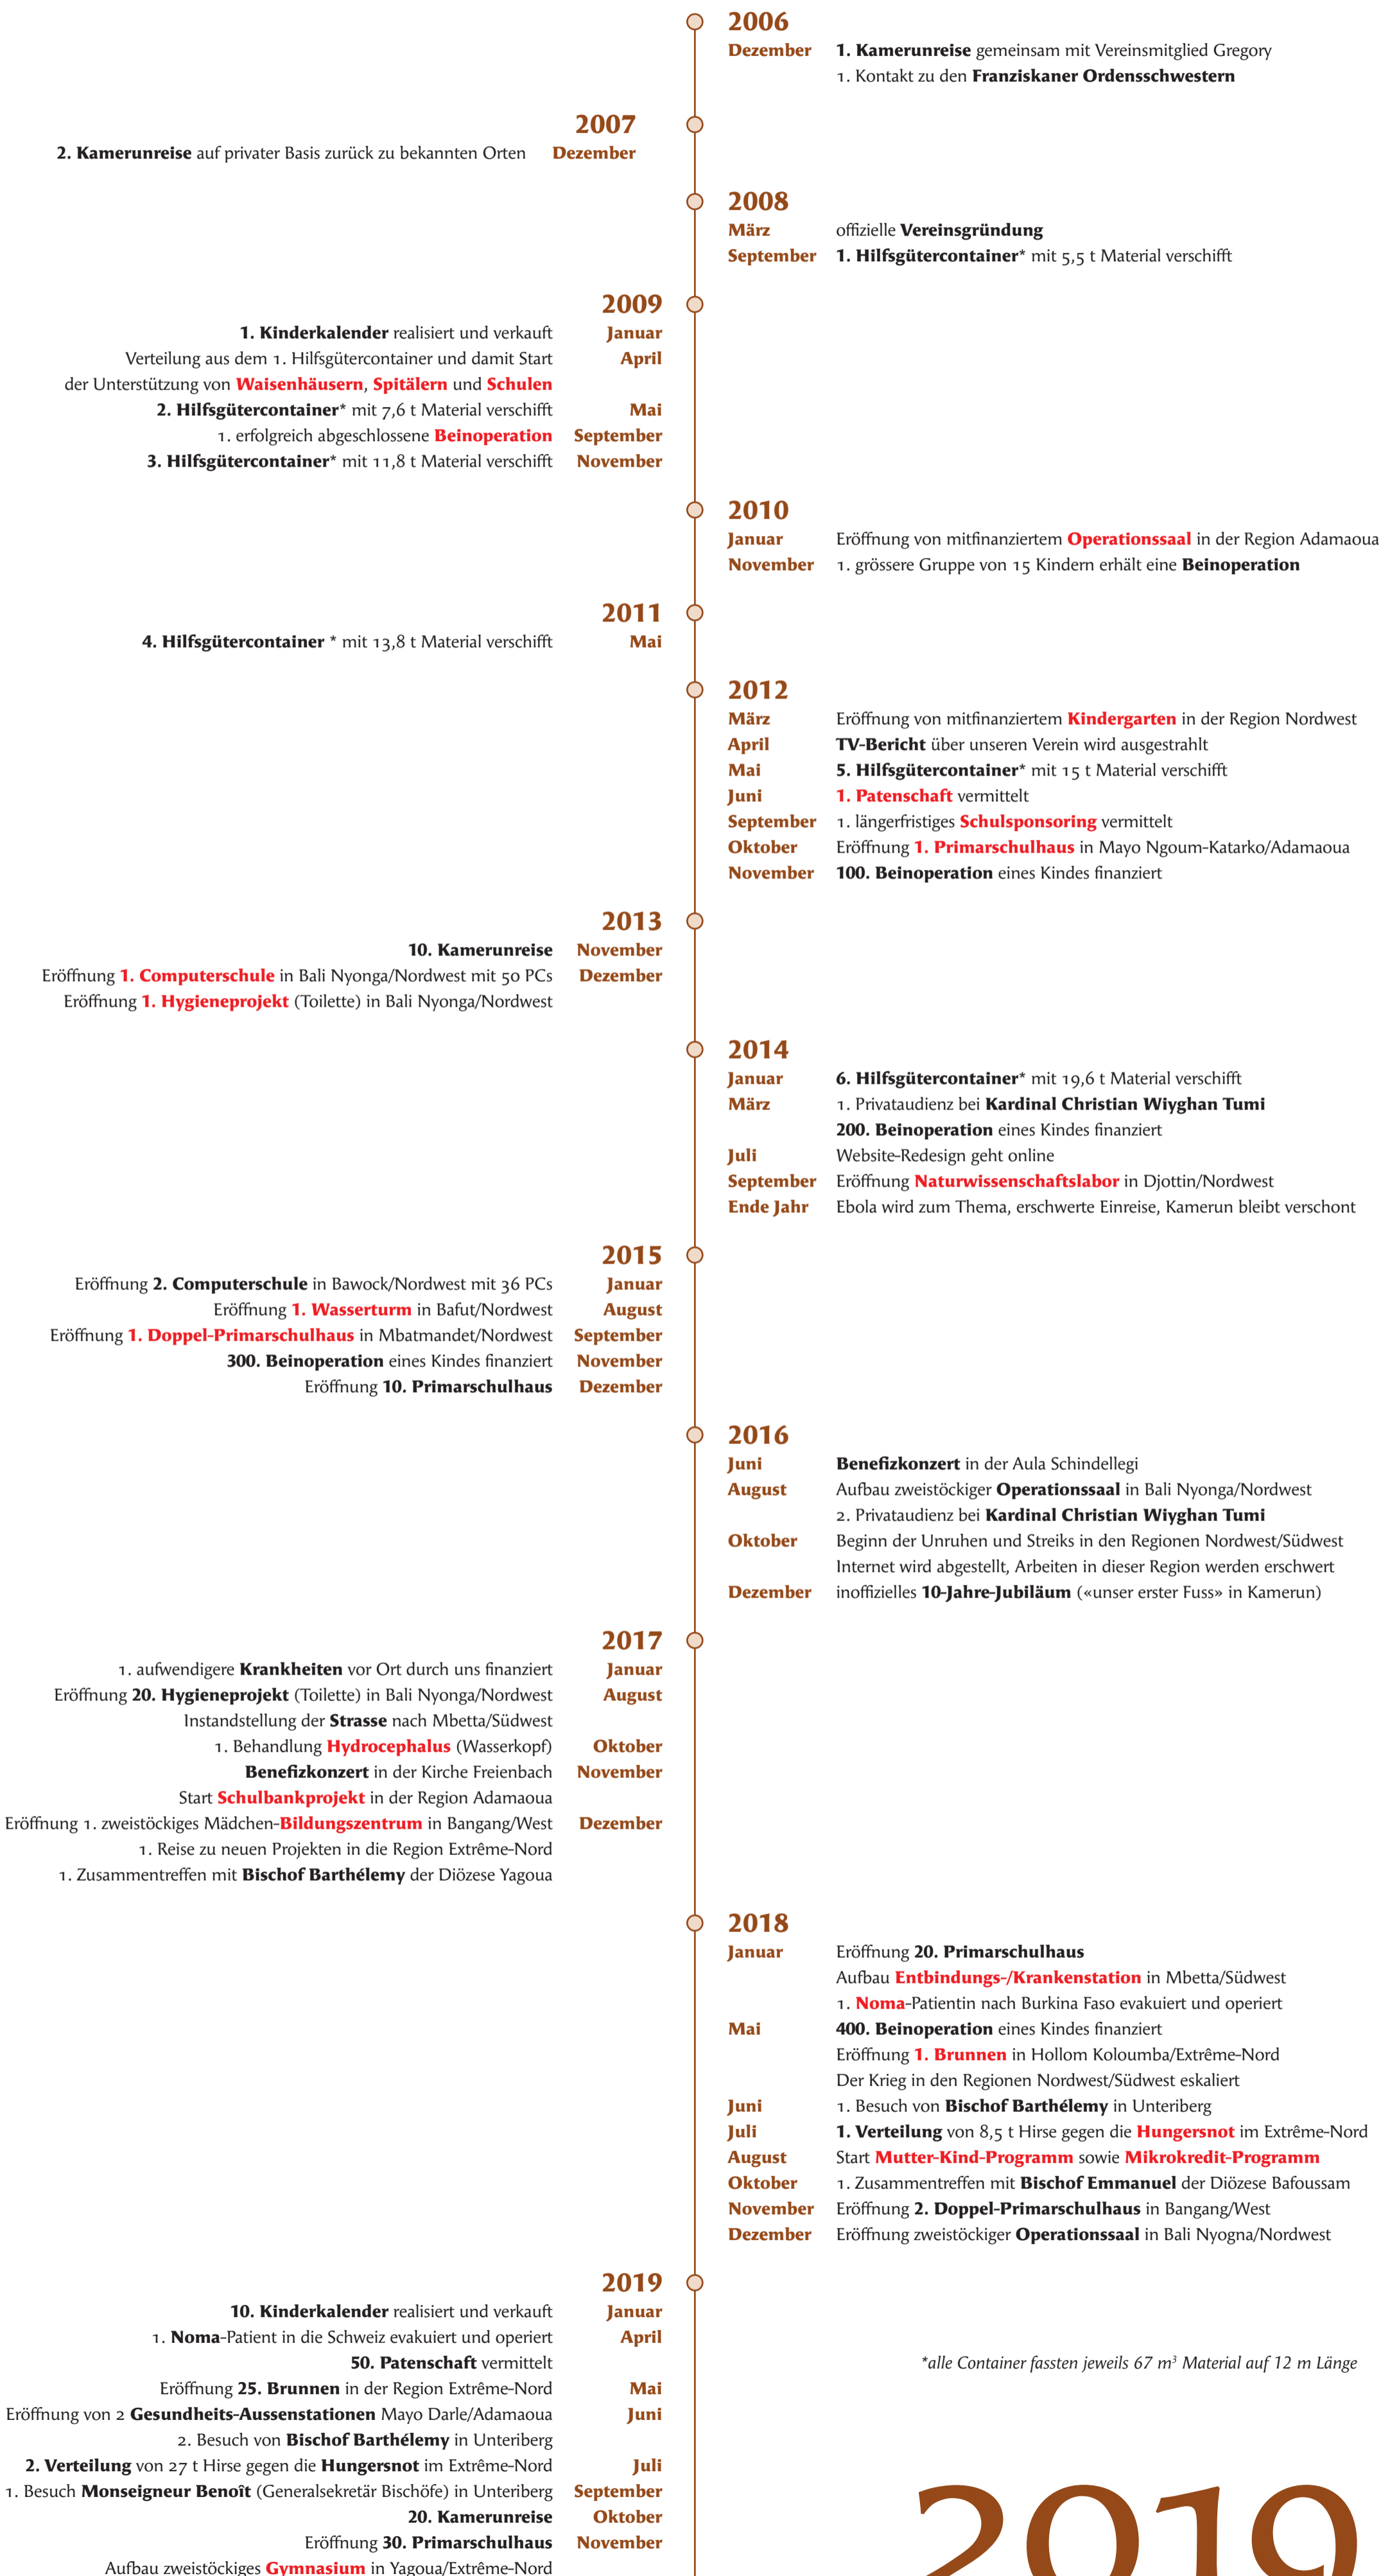 2006
Dezember 1. Kamerunreise gemeinsam mit Vereinsmitglied Gregory
1. Kontakt zu den Franziskaner Ordensschwestern
2007
2. Kamerunreise auf privater Basis zurück zu bekannten Orten Dezember
2008
März offizielle Vereinsgründung
September 1. Hilfsgütercontainer* mit 5,5 t Material verschifft
2009
1. Kinderkalender realisiert und verkauft Januar
Verteilung aus dem 1. Hilfsgütercontainer und damit Start April
der Unterstützung von Waisenhäusern, Spitälern und Schulen
2. Hilfsgütercontainer* mit 7,6 t Material verschifft Mai
1. erfolgreich abgeschlossene Beinoperation September
3. Hilfsgütercontainer* mit 11,8 t Material verschifft November
2010
Januar Eröffnung von mitfinanziertem Operationssaal in der Region Adamaoua
November 1. grössere Gruppe von 15 Kindern erhält eine Beinoperation
2011
4. Hilfsgütercontainer * mit 13,8 t Material verschifft Mai
2012
März Eröffnung von mitfinanziertem Kindergarten in der Region Nordwest
April TV-Bericht über unseren Verein wird ausgestrahlt
Mai 5. Hilfsgütercontainer* mit 15 t Material verschifft
Juni 1. Patenschaft vermittelt
September 1. längerfristiges Schulsponsoring vermittelt
Oktober Eröffnung 1. Primarschulhaus in Mayo Ngoum-Katarko/Adamaoua
November 100. Beinoperation eines Kindes finanziert
2013
10. Kamerunreise November
Eröffnung 1. Computerschule in Bali Nyonga/Nordwest mit 50 PCs Dezember
Eröffnung 1. Hygieneprojekt (Toilette) in Bali Nyonga/Nordwest
2014
Januar 6. Hilfsgütercontainer* mit 19,6 t Material verschifft
März 1. Privataudienz bei Kardinal Christian Wiyghan Tumi
200. Beinoperation eines Kindes finanziert
Juli Website-Redesign geht online
September Eröffnung Naturwissenschaftslabor in Djottin/Nordwest
Ende Jahr Ebola wird zum Thema, erschwerte Einreise, Kamerun bleibt verschont
2015
Eröffnung 2. Computerschule in Bawock/Nordwest mit 36 PCs Januar
Eröffnung 1. Wasserturm in Bafut/Nordwest August
Eröffnung 1. Doppel-Primarschulhaus in Mbatmandet/Nordwest September
300. Beinoperation eines Kindes finanziert November
Eröffnung 10. Primarschulhaus Dezember
2016
Juni Benefizkonzert in der Aula Schindellegi
August Aufbau zweistöckiger Operationssaal in Bali Nyonga/Nordwest
2. Privataudienz bei Kardinal Christian Wiyghan Tumi
Oktober Beginn der Unruhen und Streiks in den Regionen Nordwest/Südwest
Internet wird abgestellt, Arbeiten in dieser Region werden erschwert
Dezember inoffizielles 10-Jahre-Jubiläum («unser erster Fuss» in Kamerun)
2017
1. aufwendigere Krankheiten vor Ort durch uns finanziert Januar
Eröffnung 20. Hygieneprojekt (Toilette) in Bali Nyonga/Nordwest August
Instandstellung der Strasse nach Mbetta/Südwest
1. Behandlung Hydrocephalus (Wasserkopf) Oktober
Benefizkonzert in der Kirche Freienbach November
Start Schulbankprojekt in der Region Adamaoua
Eröffnung 1. zweistöckiges Mädchen-Bildungszentrum in Bangang/West Dezember
1. Reise zu neuen Projekten in die Region Extrême-Nord
1. Zusammentreffen mit Bischof Barthélemy der Diözese Yagoua
2018
Januar Eröffnung 20. Primarschulhaus
Aufbau Entbindungs-/Krankenstation in Mbetta/Südwest
1. Noma-Patientin nach Burkina Faso evakuiert und operiert
Mai 400. Beinoperation eines Kindes finanziert
Eröffnung 1. Brunnen in Hollom Koloumba/Extrême-Nord
Der Krieg in den Regionen Nordwest/Südwest eskaliert
Juni 1. Besuch von Bischof Barthélemy in Unteriberg
Juli 1. Verteilung von 8,5 t Hirse gegen die Hungersnot im Extrême-Nord
August Start Mutter-Kind-Programm sowie Mikrokredit-Programm
Oktober 1. Zusammentreffen mit Bischof Emmanuel der Diözese Bafoussam
November Eröffnung 2. Doppel-Primarschulhaus in Bangang/West
Dezember Eröffnung zweistöckiger Operationssaal in Bali Nyogna/Nordwest
2019
10. Kinderkalender realisiert und verkauft Januar
1. Noma-Patient in die Schweiz evakuiert und operiert April
50. Patenschaft vermittelt
Eröffnung 25. Brunnen in der Region Extrême-Nord Mai
Eröffnung von 2 Gesundheits-Aussenstationen Mayo Darle/Adamaoua Juni
2. Besuch von Bischof Barthélemy in Unteriberg
2. Verteilung von 27 t Hirse gegen die Hungersnot im Extrême-Nord Juli
1. Besuch Monseigneur Benoît (Generalsekretär Bischöfe) in Unteriberg September
20. Kamerunreise Oktober
Eröffnung 30. Primarschulhaus November
Aufbau zweistöckiges Gymnasium in Yagoua/Extrême-Nord
*alle Container fassten jeweils 67 m³ Material auf 12 m Länge
2019